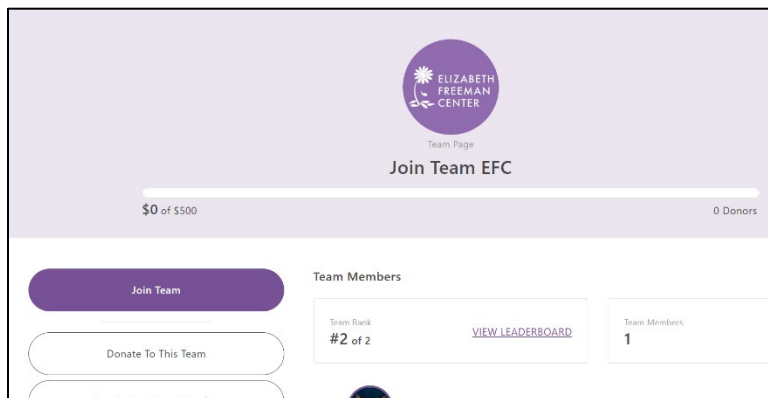 ELIZABETH
FREEMAN
CENTER
Team Page
Join Team EFC
$0 of $500
0 Donors
Join Team
Donate To This Team
Team Members
Team Rank
#2 of 2
VIEW LEADERBOARD
Team Members
1